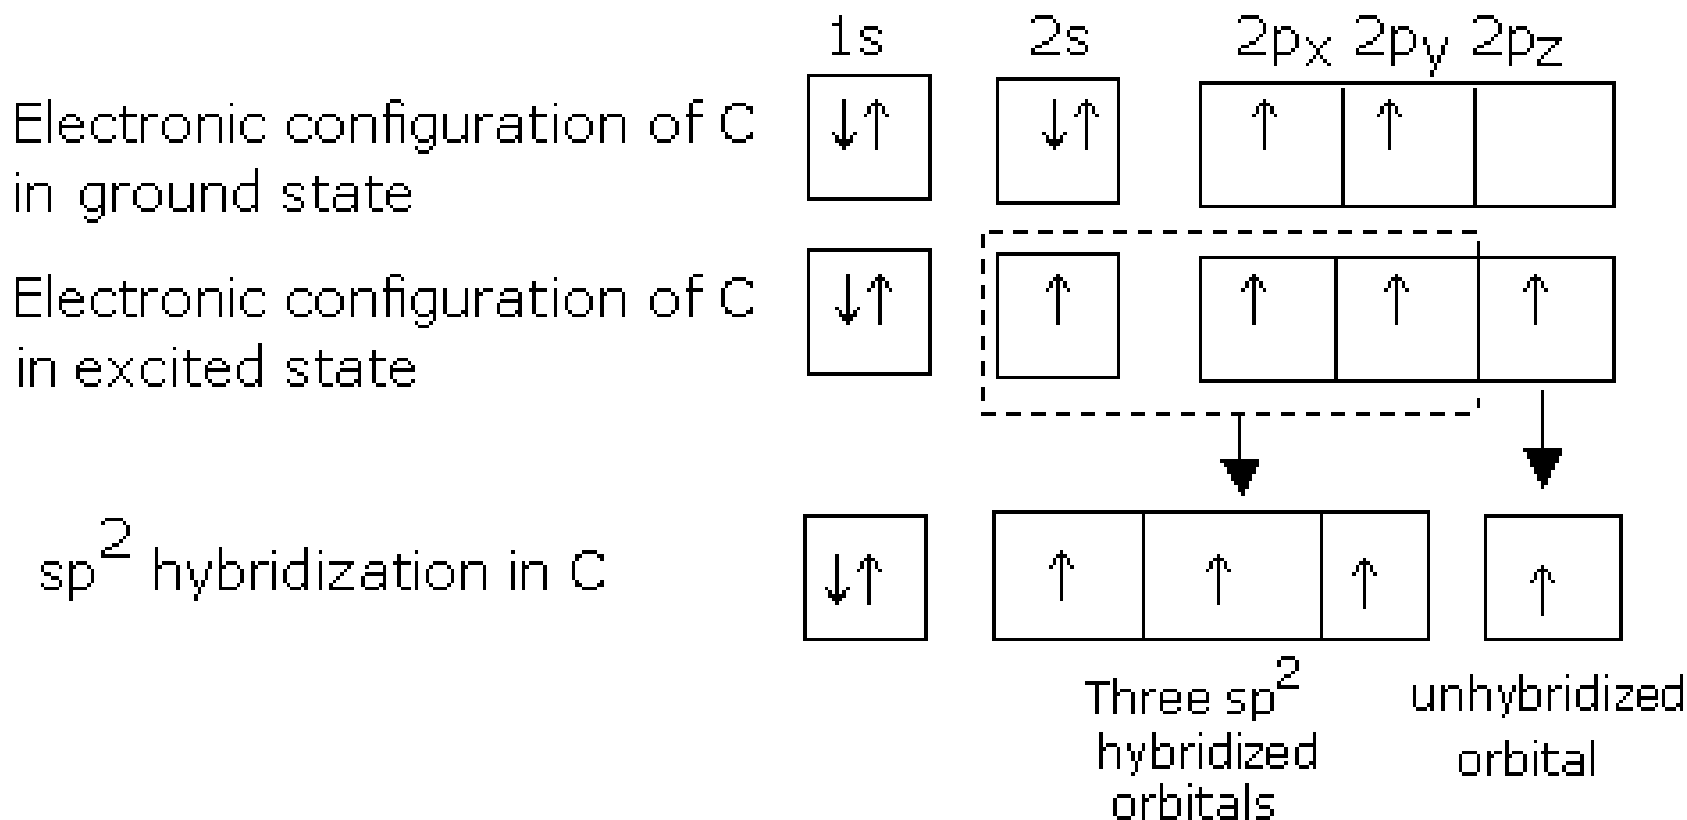 1s 2s 2px 2py 2pz
Electronic configuration of C
in ground state
Electronic configuration of C
in excited state
sp2 hybridization in C
Three sp2
hybridized
orbitals
unhybridized
orbital